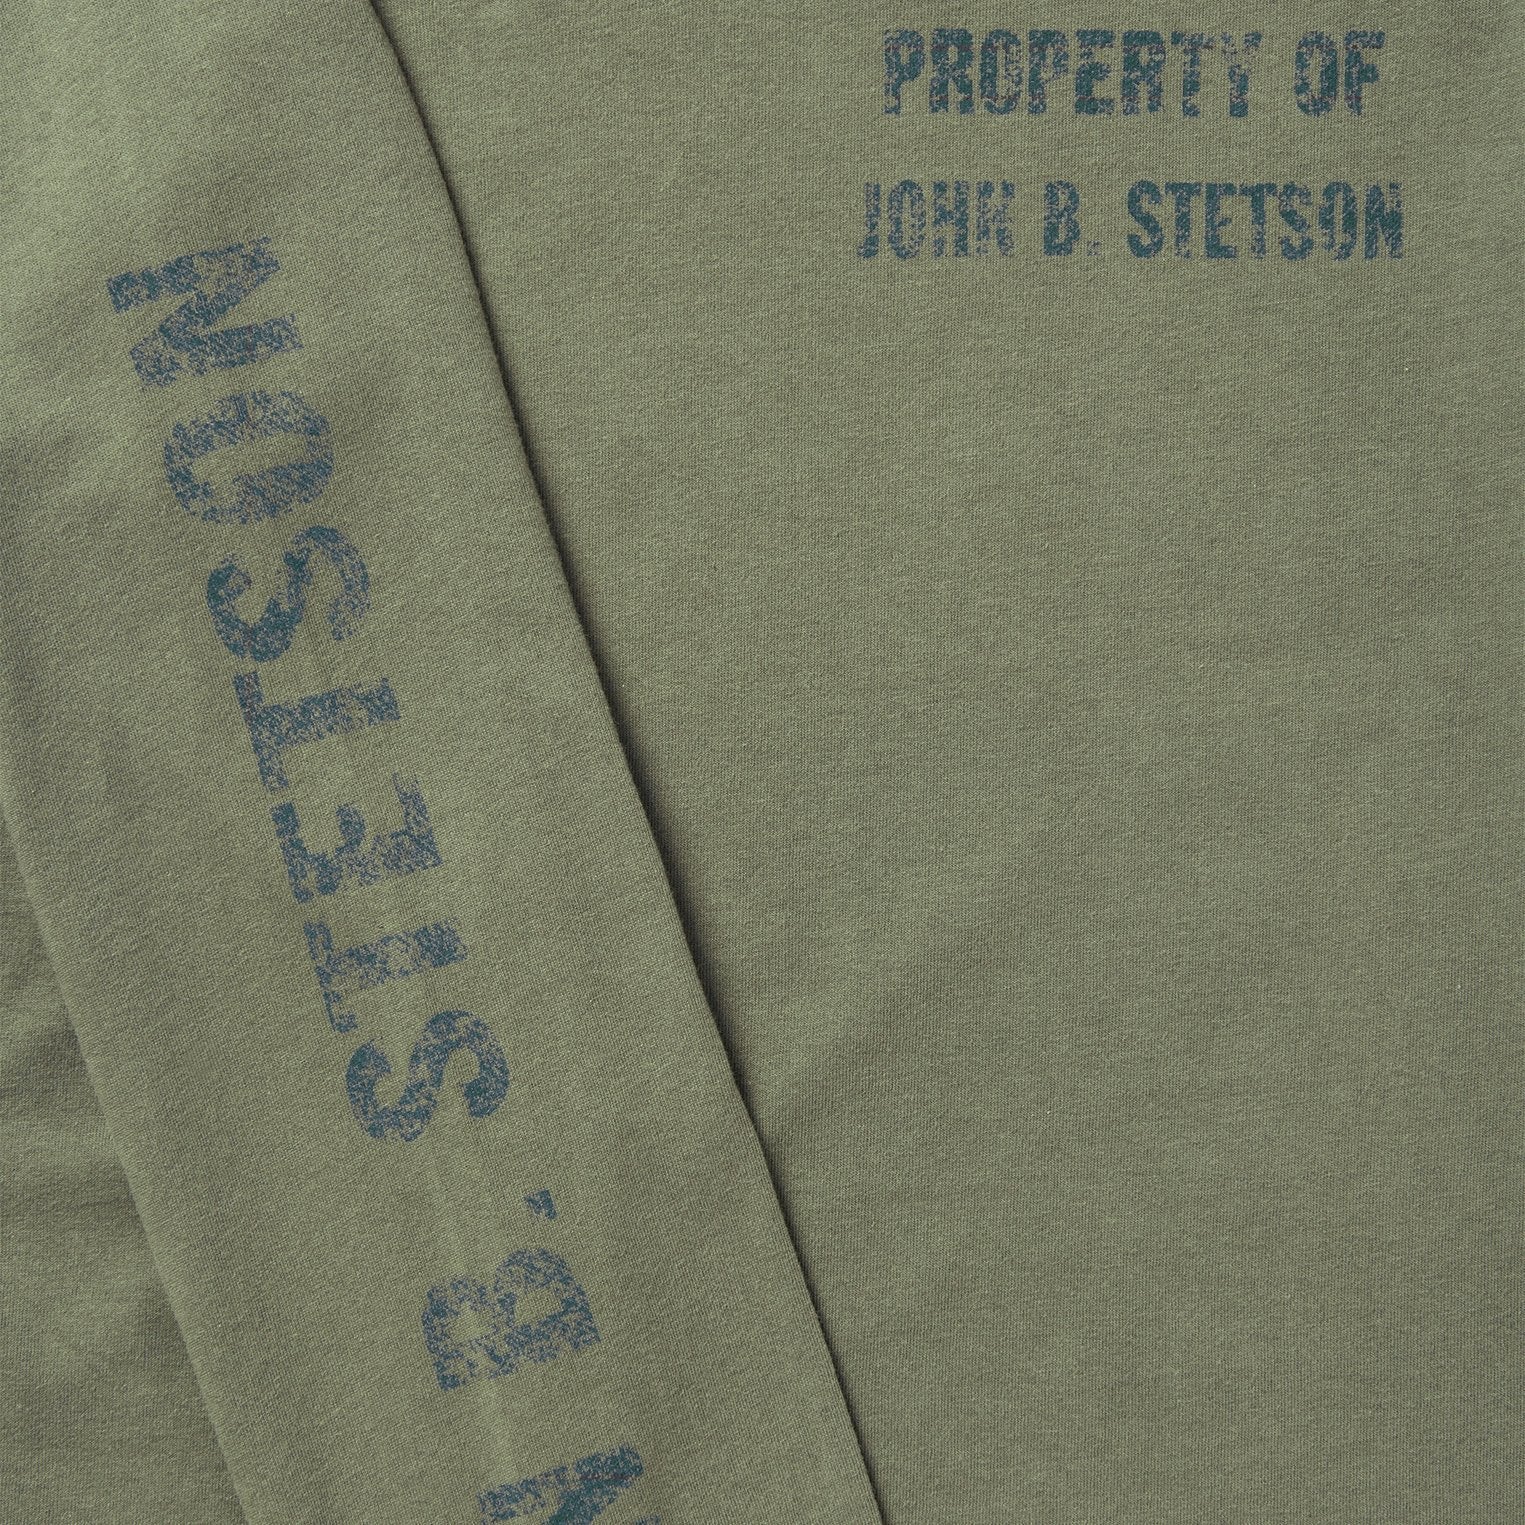 PROPERTY OF
JOHN B. STETSON
N B. STETSON